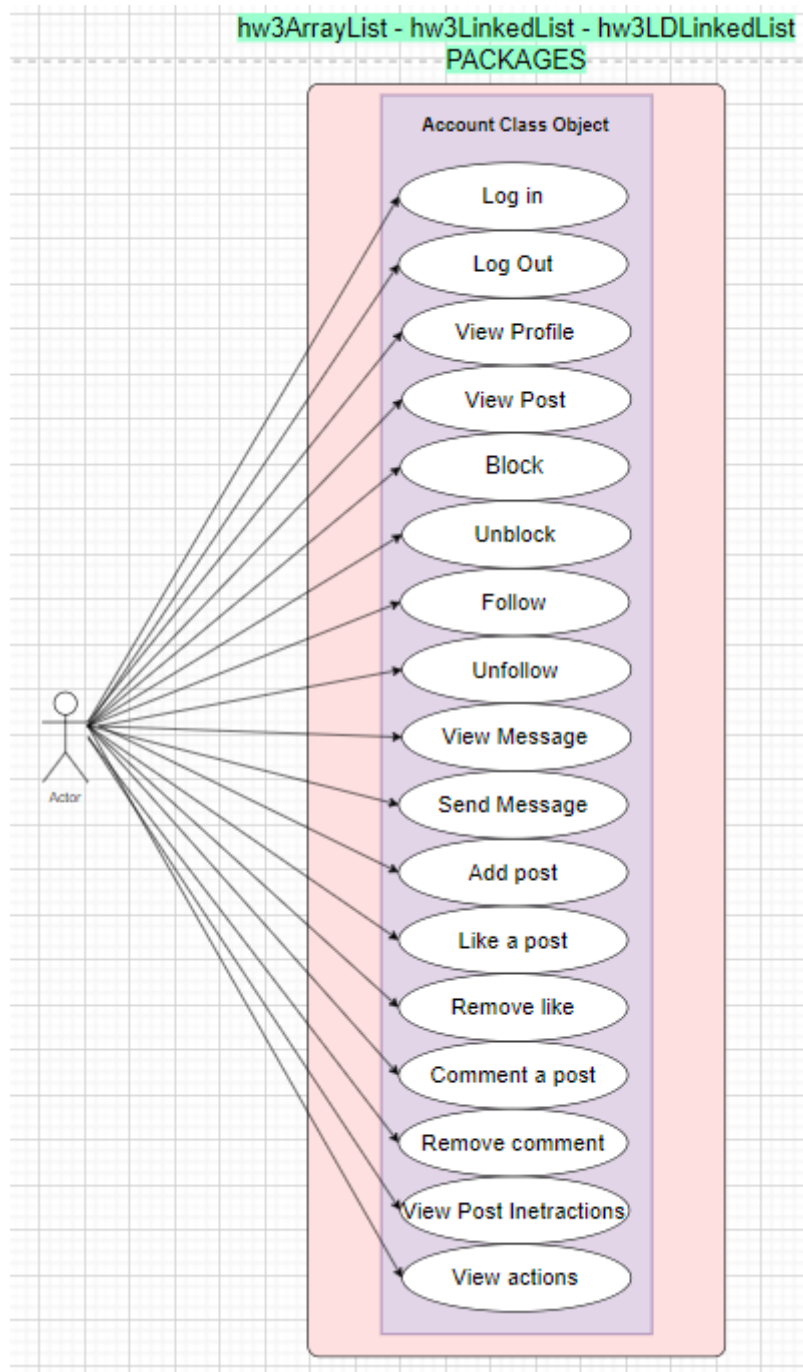 hw3ArrayList - hw3LinkedList - hw3LDLinkedList
PACKAGES
Account Class Object
Log in
Log Out
View Profile
View Post
Block
Unblock
Follow
Unfollow
View Message
Send Message
Add post
Like a post
Remove like
Comment a post
Remove comment
View Post Inetractions
View actions
Actor